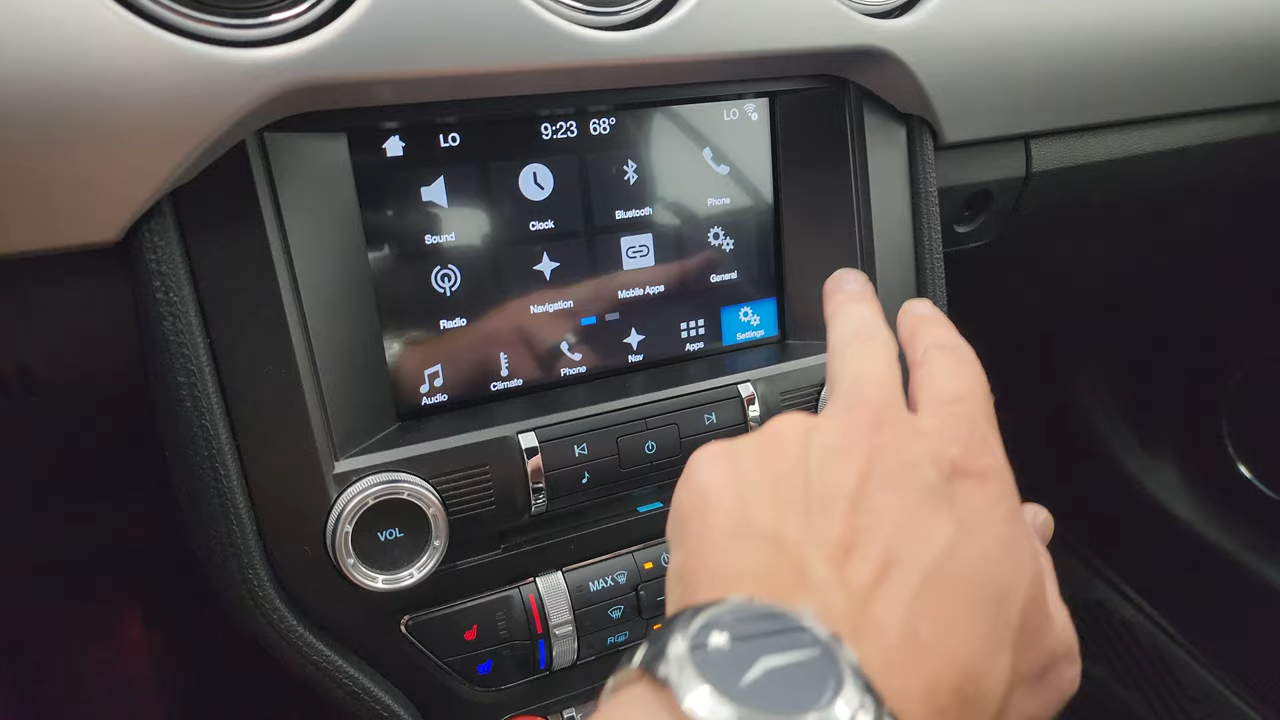 LO 9:23 68° LO
Sound Clock Bluetooth Phone
Radio Navigation Mobile Apps General
Audio Climate Phone Nav Apps Settings
VOL
MAX
R